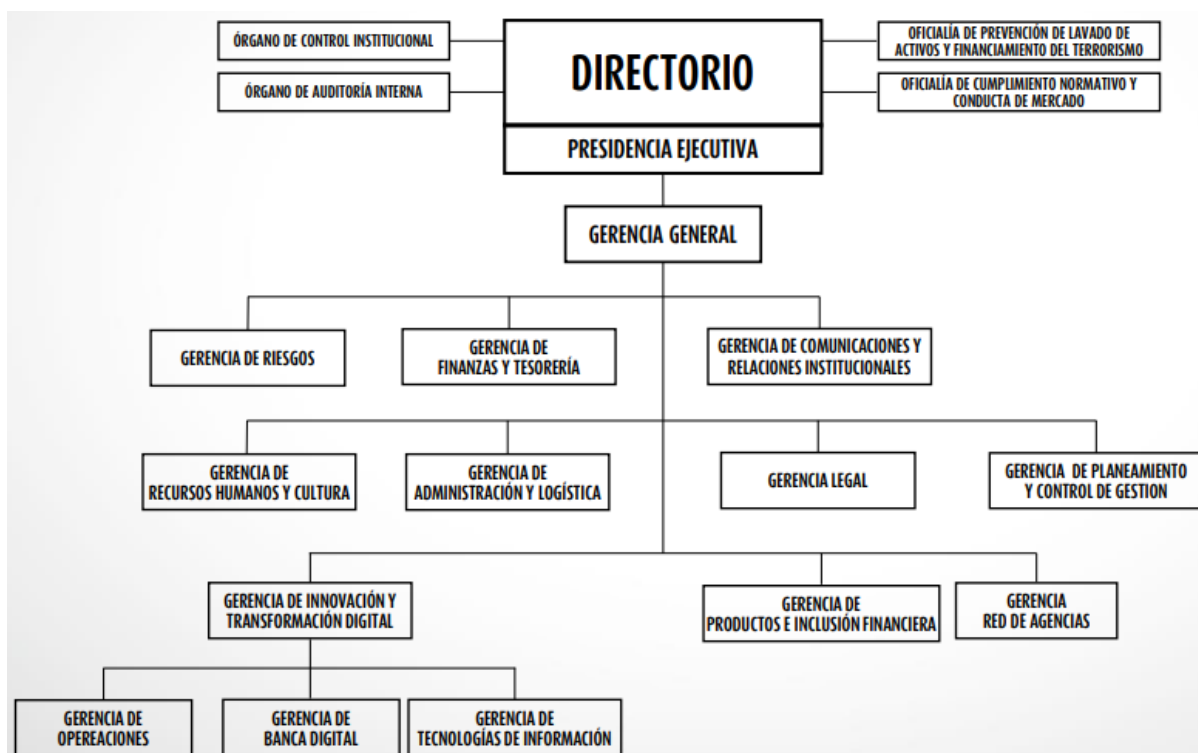 ÓRGANO DE CONTROL INSTITUCIONAL
ÓRGANO DE AUDITORÍA INTERNA
DIRECTORIO
PRESIDENCIA EJECUTIVA
OFICIALÍA DE PREVENCIÓN DE LAVADO DE
ACTIVOS Y FINANCIAMIENTO DEL TERRORISMO
OFICIALÍA DE CUMPLIMIENTO NORMATIVO Y
CONDUCTA DE MERCADO
GERENCIA GENERAL
GERENCIA DE RIESGOS
GERENCIA DE
FINANZAS Y TESORERÍA
GERENCIA DE COMUNICACIONES Y
RELACIONES INSTITUCIONALES
GERENCIA DE
RECURSOS HUMANOS Y CULTURA
GERENCIA DE
ADMINISTRACIÓN Y LOGÍSTICA
GERENCIA LEGAL
GERENCIA DE PLANEAMIENTO
Y CONTROL DE GESTION
GERENCIA DE INNOVACIÓN Y
TRANSFORMACIÓN DIGITAL
GERENCIA DE
PRODUCTOS E INCLUSIÓN FINANCIERA
GERENCIA
RED DE AGENCIAS
GERENCIA DE
OPEREACIONES
GERENCIA DE
BANCA DIGITAL
GERENCIA DE
TECNOLOGÍAS DE INFORMACIÓN